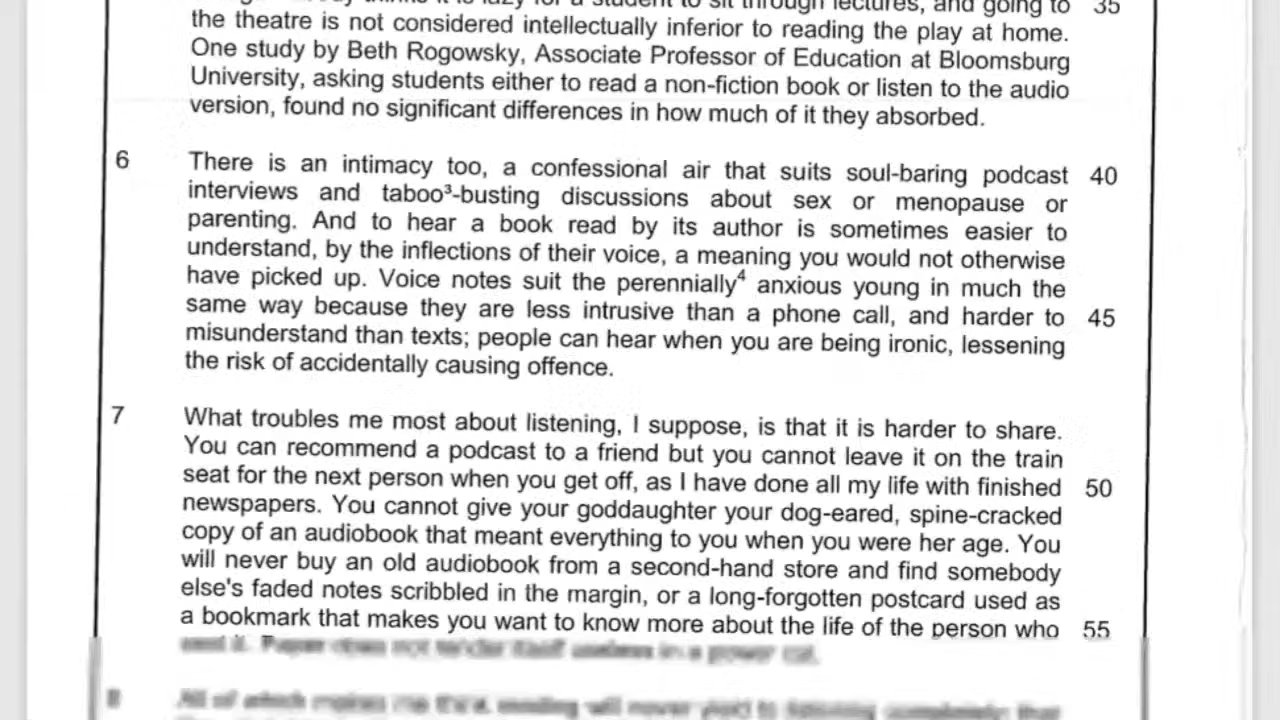 to sit through lectures, and going to 35
the theatre is not considered intellectually inferior to reading the play at home.
One study by Beth Rogowsky, Associate Professor of Education at Bloomsburg
University, asking students either to read a non-fiction book or listen to the audio
version, found no significant differences in how much of it they absorbed.
6 There is an intimacy too, a confessional air that suits soul-baring podcast 40
interviews and taboo³-busting discussions about sex or menopause or
parenting. And to hear a book read by its author is sometimes easier to
understand, by the inflections of their voice, a meaning you would not otherwise
have picked up. Voice notes suit the perennially⁴ anxious young in much the
same way because they are less intrusive than a phone call, and harder to 45
misunderstand than texts; people can hear when you are being ironic, lessening
the risk of accidentally causing offence.
7 What troubles me most about listening, I suppose, is that it is harder to share.
You can recommend a podcast to a friend but you cannot leave it on the train
seat for the next person when you get off, as I have done all my life with finished 50
newspapers. You cannot give your goddaughter your dog-eared, spine-cracked
copy of an audiobook that meant everything to you when you were her age. You
will never buy an old audiobook from a second-hand store and find somebody
else's faded notes scribbled in the margin, or a long-forgotten postcard used as
a bookmark that makes you want to know more about the life of the person who 55